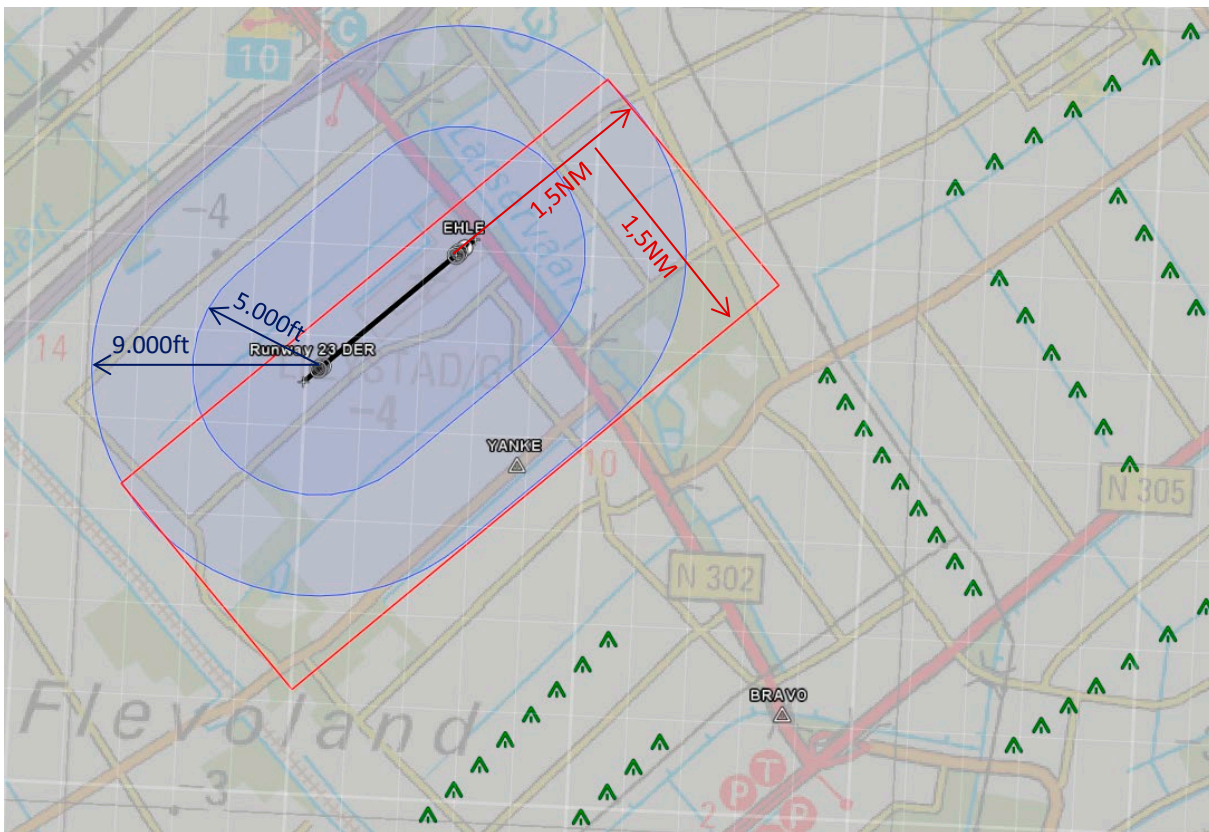 C
10
Larservaart
-4
EHLE
1,5NM
1,5NM
5.000ft
9.000ft
14
Runway 23 DER
-4
YANKE
10
N 305
N 302
BRAVO
Flevoland
T
P
P
2
-3